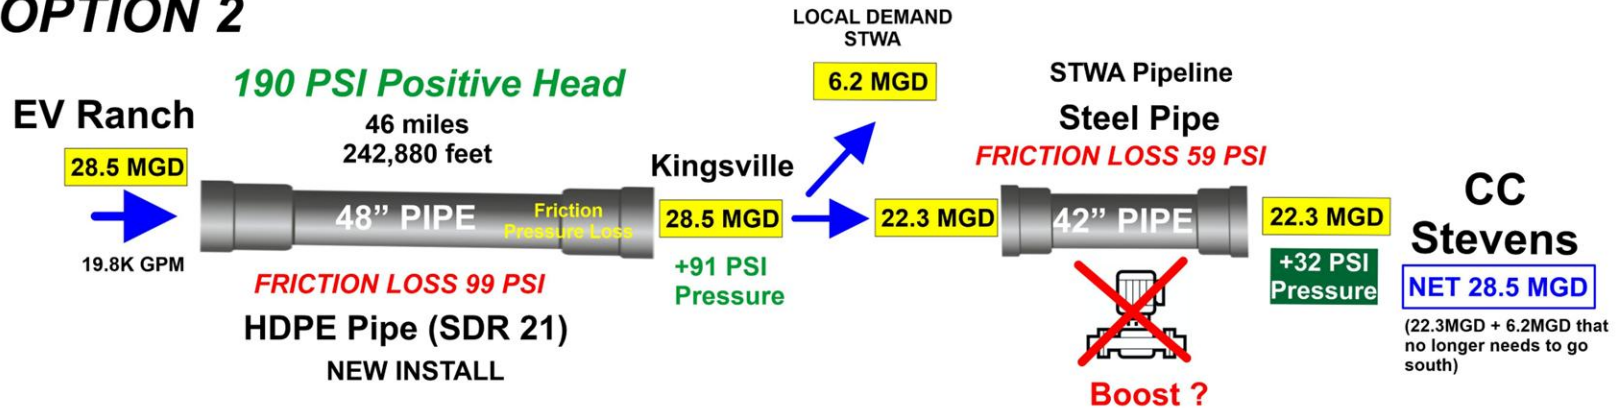 OPTION 2
EV Ranch
28.5 MGD
19.8K GPM
190 PSI Positive Head
46 miles
242,880 feet
48” PIPE
Friction
Pressure Loss
FRICTION LOSS 99 PSI
HDPE Pipe (SDR 21)
NEW INSTALL
Kingsville
28.5 MGD
+91 PSI
Pressure
LOCAL DEMAND
STWA
6.2 MGD
22.3 MGD
STWA Pipeline
Steel Pipe
FRICTION LOSS 59 PSI
42” PIPE
Boost ?
22.3 MGD
+32 PSI
Pressure
CC
Stevens
NET 28.5 MGD
(22.3MGD + 6.2MGD that
no longer needs to go
south)